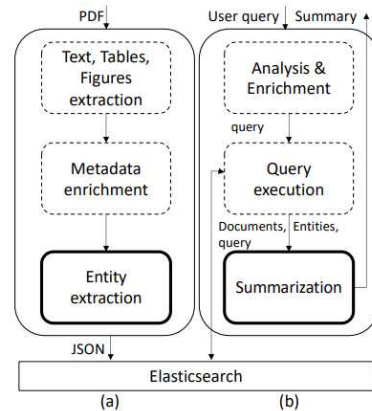 PDF
Text, Tables,
Figures extraction
Metadata
enrichment
Entity
extraction
JSON
User query
Summary
Analysis &
Enrichment
query
Query
execution
Documents, Entities,
query
Summarization
Elasticsearch
(a)
(b)